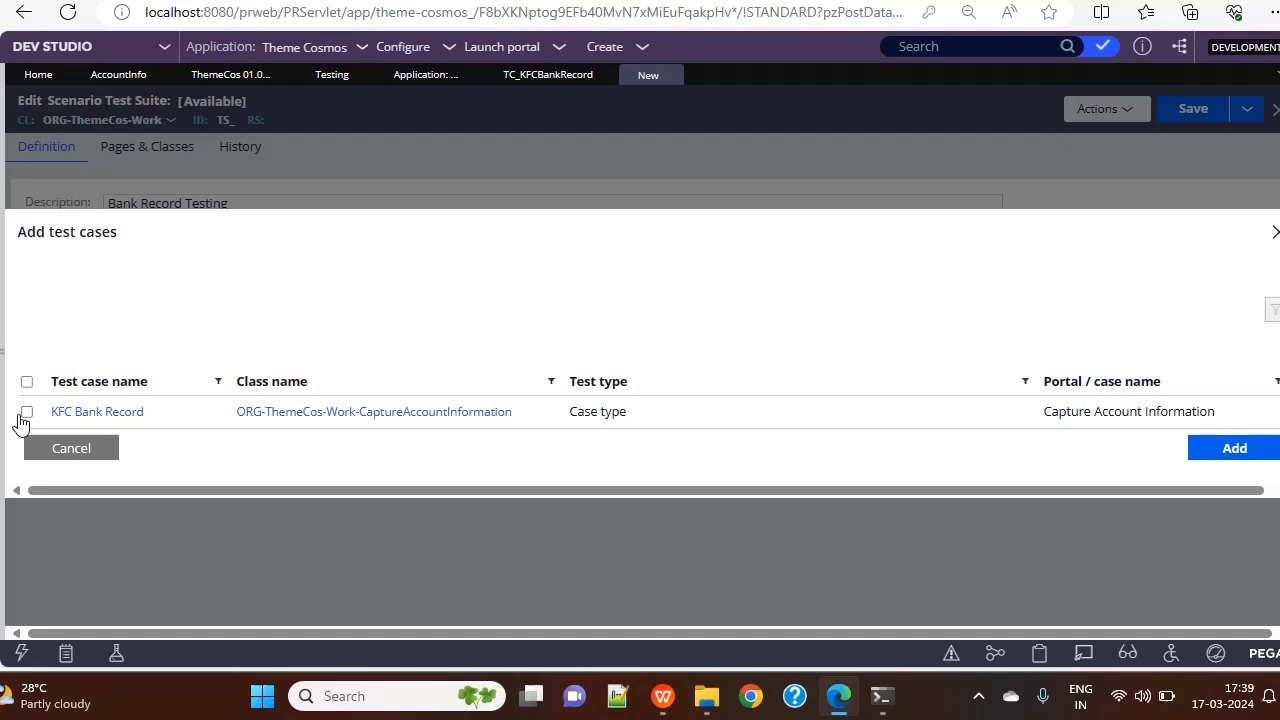 localhost:8080/prweb/PRServlet/app/theme-cosmos_/F8bXKNptog9EFb40MvN7xMiEuFqakpHv*/!STANDARD?pzPostData...
DEV STUDIO Application: Theme Cosmos Configure Launch portal Create Search DEVELOPMENT
Home AccountInfo ThemeCos 01.0... Testing Application: ... TC_KFCBankRecord New
Edit Scenario Test Suite: [Available] Actions Save
CL: ORG-ThemeCos-Work ID: TS_ RS:
Definition Pages & Classes History
Description: Bank Record Testing
Add test cases
Test case name Class name Test type Portal / case name
KFC Bank Record ORG-ThemeCos-Work-CaptureAccountInformation Case type Capture Account Information
Cancel Add
PEGA
28°C
Partly cloudy
Search
ENG
IN
17:39
17-03-2024